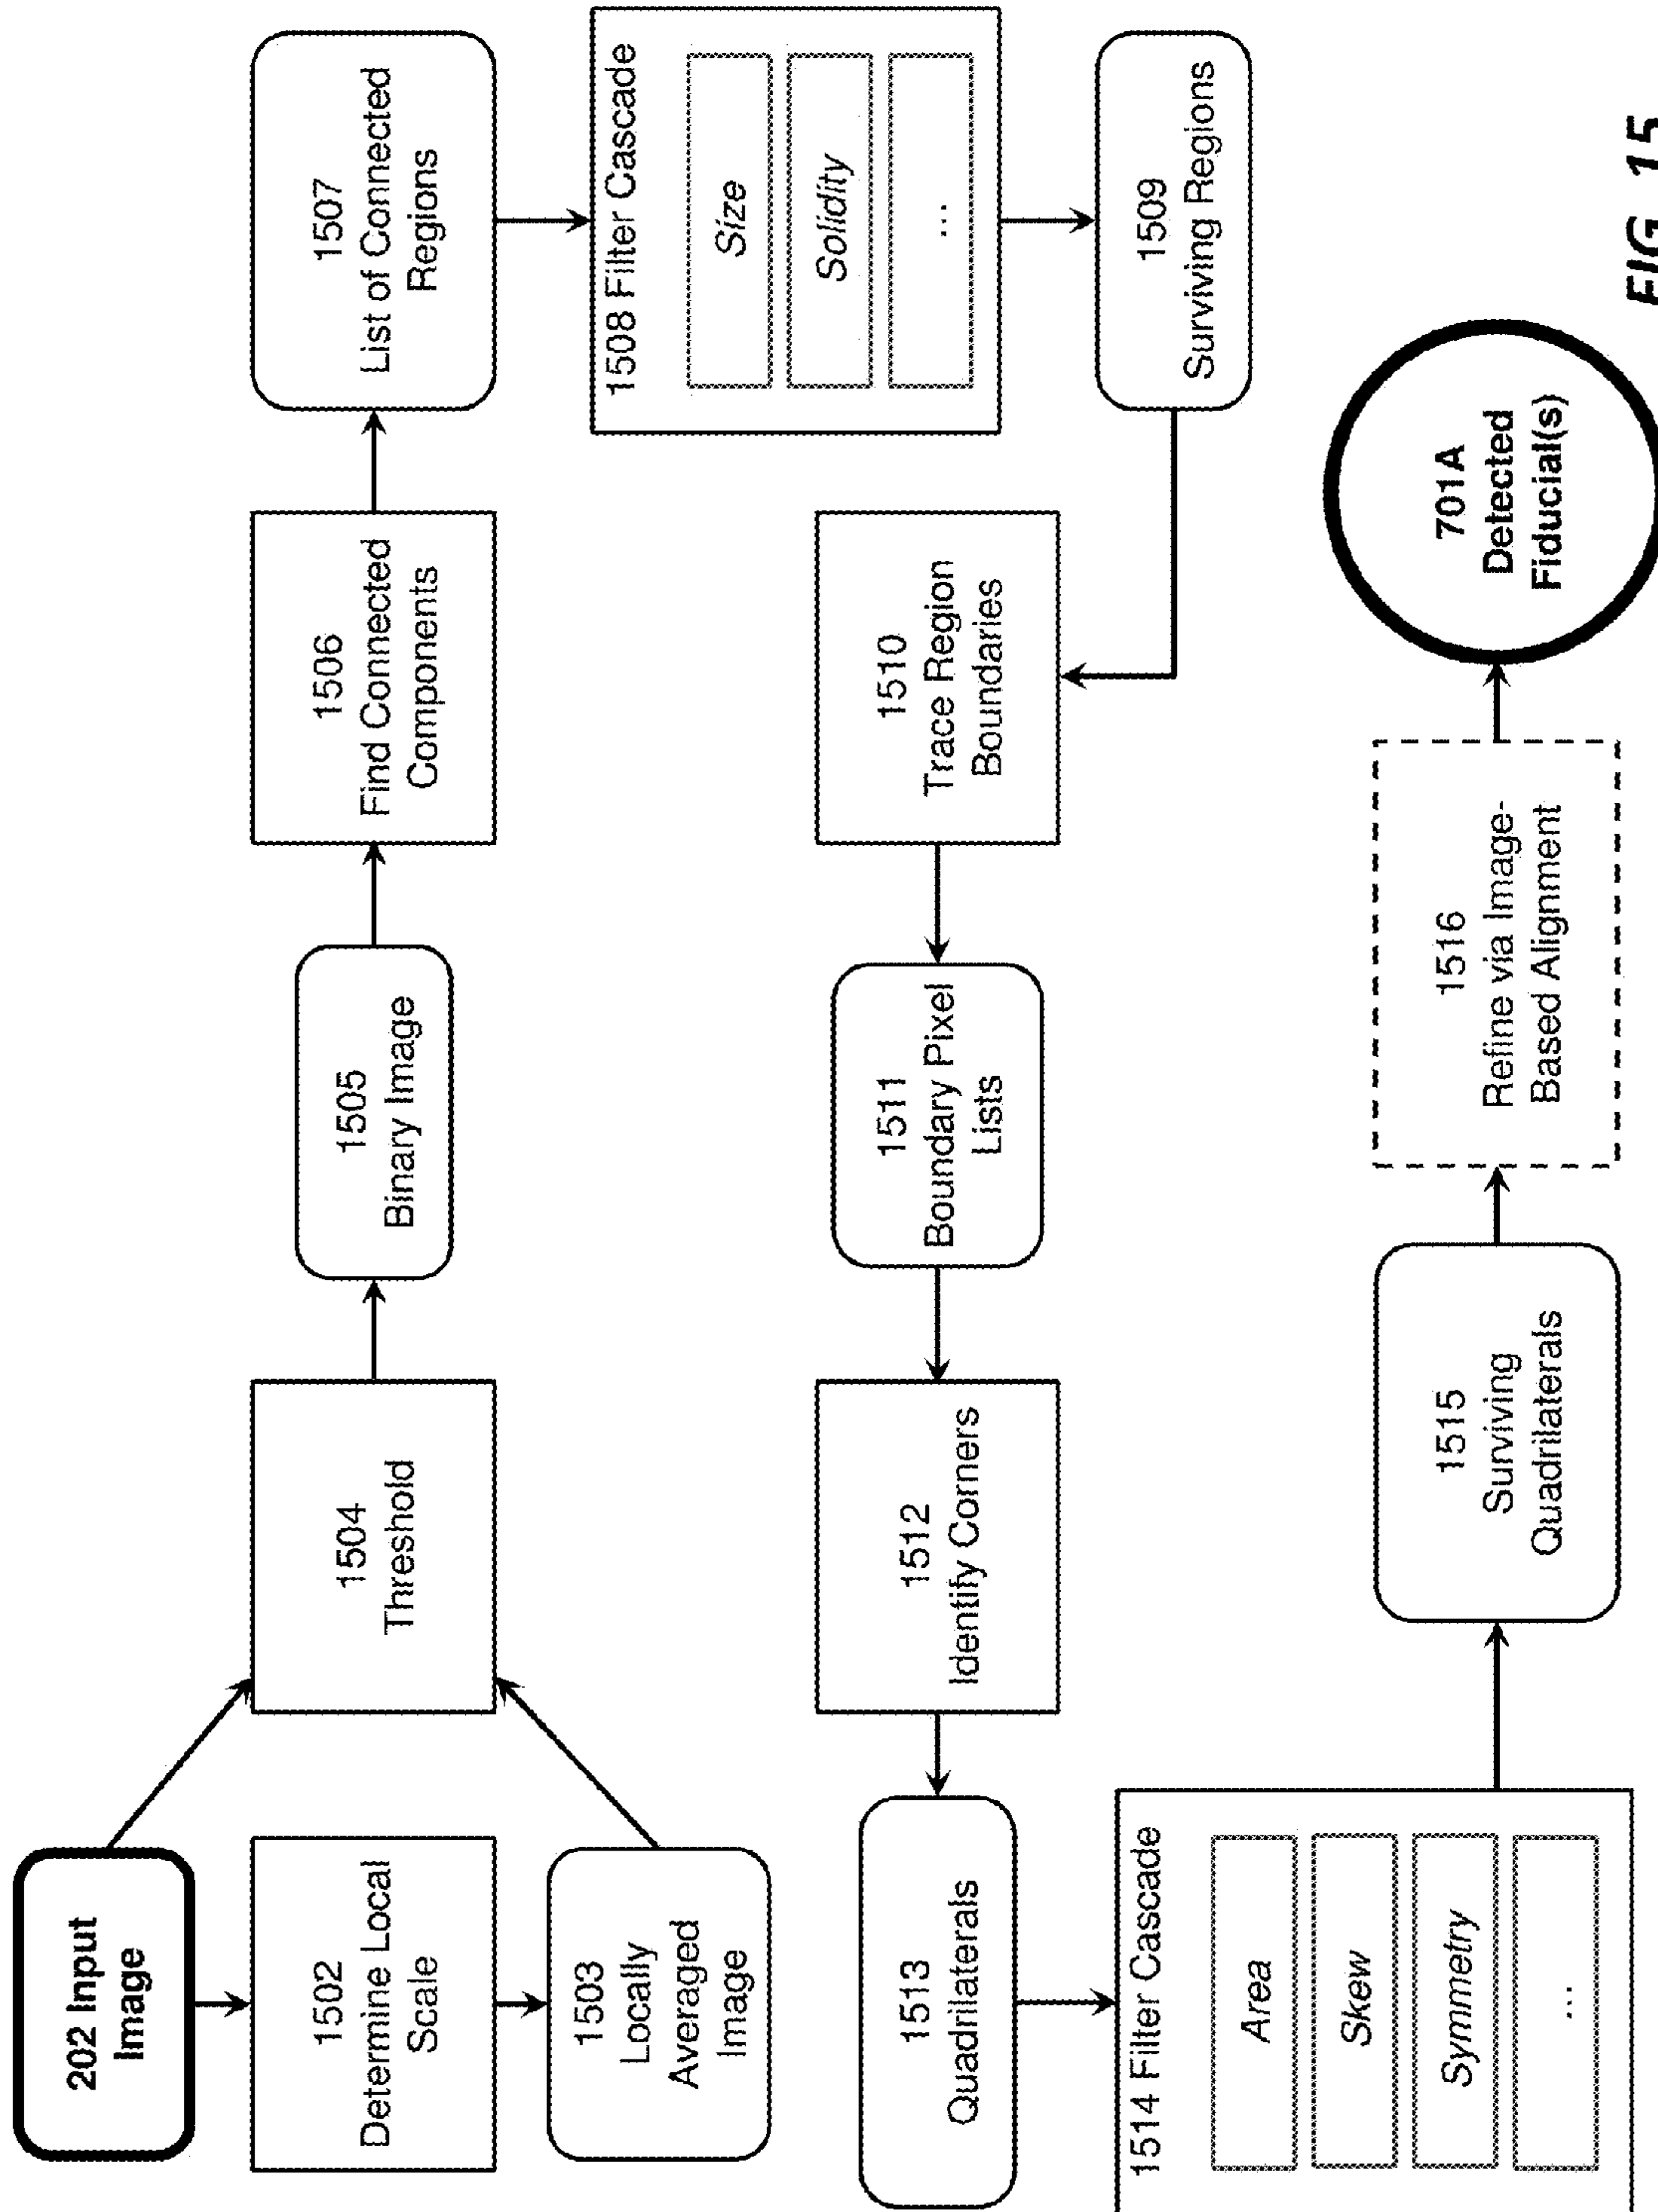 202 Input
Image
1502
Determine Local
Scale
1503
Locally
Averaged
Image
1504
Threshold
1505
Binary Image
1506
Find Connected
Components
1507
List of Connected
Regions
1508 Filter Cascade
Size
Solidity
...
1509
Surviving Regions
1510
Trace Region
Boundaries
1511
Boundary Pixel
Lists
1512
Identify Corners
1513
Quadrilaterals
1514 Filter Cascade
Area
Skew
Symmetry
...
1515
Surviving
Quadrilaterals
1516
Refine via Image-
Based Alignment
701A
Detected
Fiducial(s)
FIG. 15